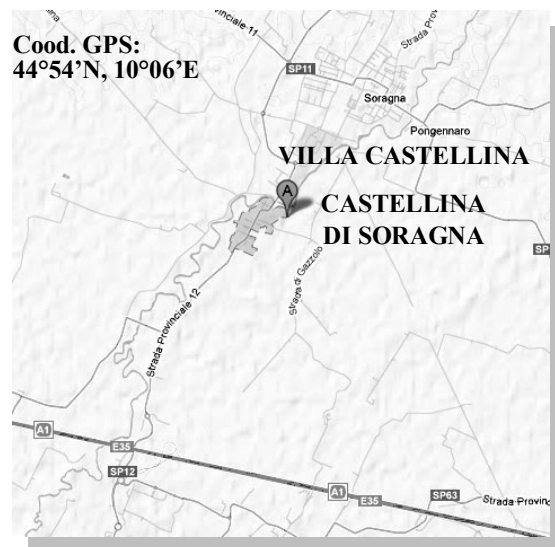 Cood. GPS:
44°54’N, 10°06’E
Provinciale 11
Strada Prov
SP11
Soragna
Pongennaro
VILLA CASTELLINA
A
CASTELLINA
DI SORAGNA
SP
Strada di Gazzolo
Strada Provinciale 12
A1
E35
SP12
A1
E35
SP63
Strada Provin